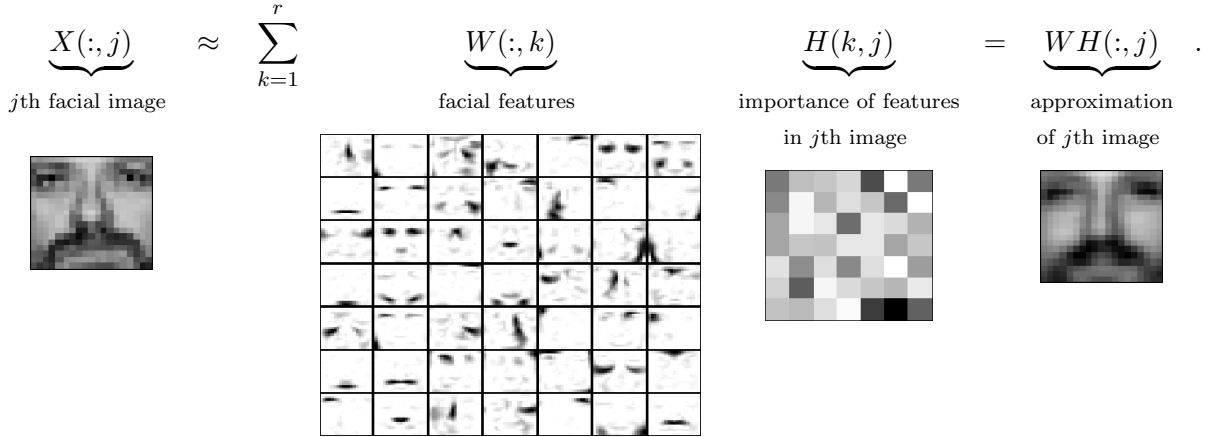 X(:, j) ≈ r ∑ k=1 W(:, k) H(k, j) = WH(:, j) .
jth facial image
facial features
importance of features
in jth image
approximation
of jth image